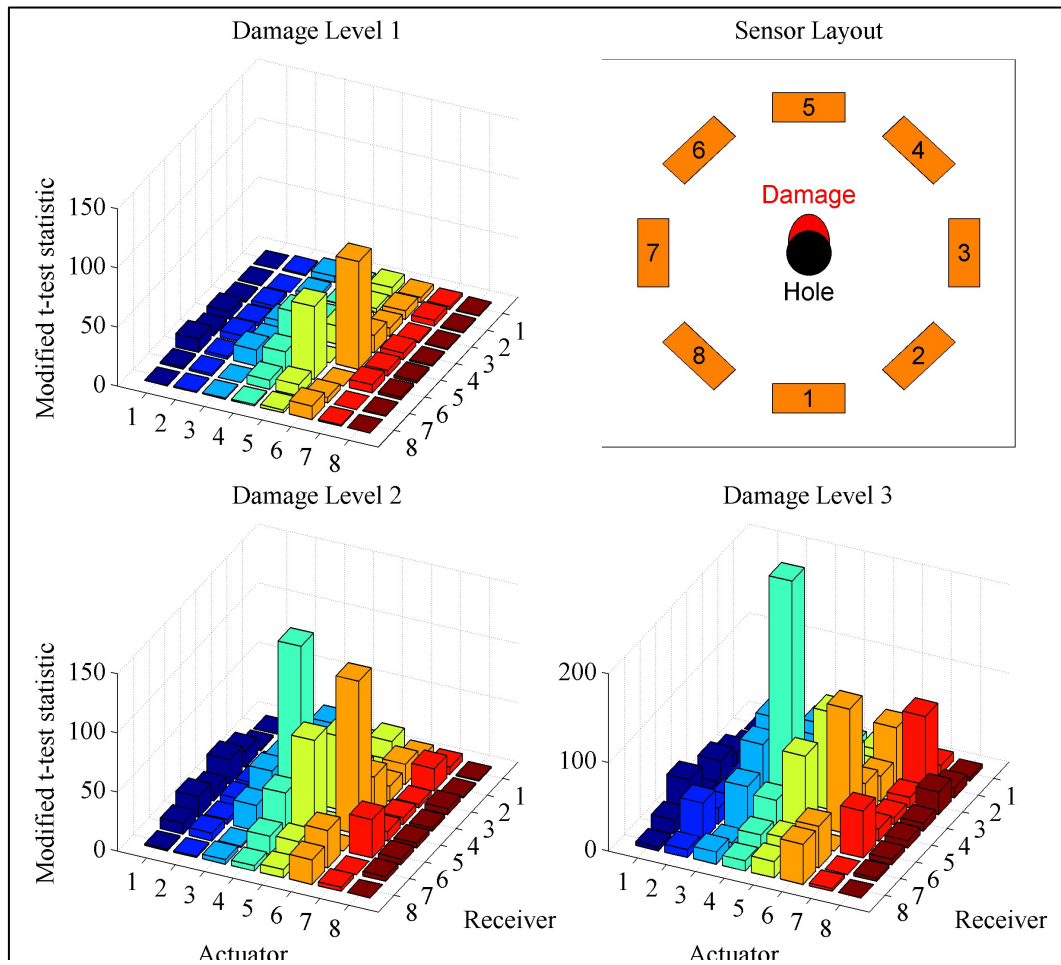 Damage Level 1
Modified t-test statistic
150
100
50
0
1 2 3 4 5 6 7 8
8 7 6 5 4 3 2 1
Sensor Layout
5
6
4
Damage
7
3
Hole
8
2
1
Damage Level 2
Modified t-test statistic
150
100
50
0
1 2 3 4 5 6 7 8
8 7 6 5 4 3 2 1
Receiver
Actuator
Damage Level 3
200
100
0
1 2 3 4 5 6 7 8
8 7 6 5 4 3 2 1
Receiver
Actuator